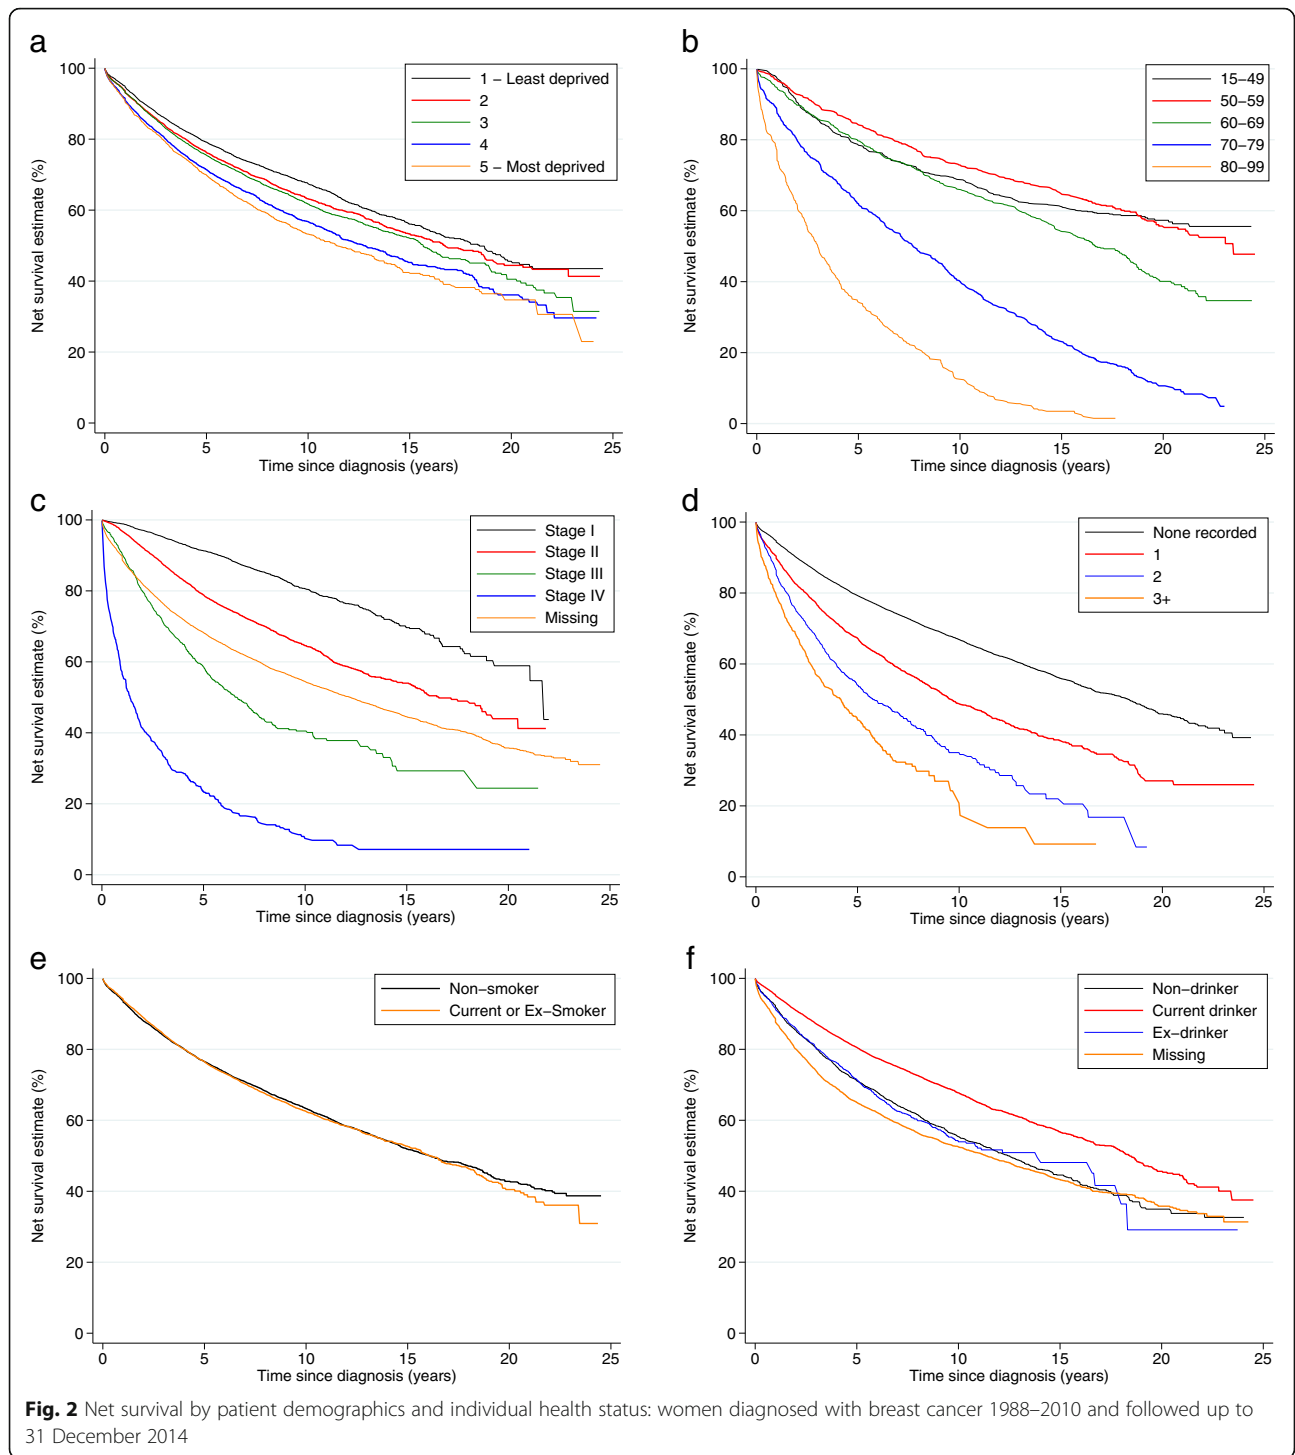 a
Net survival estimate (%)
100
80
60
40
20
0
1 – Least deprived
2
3
4
5 – Most deprived
0 5 10 15 20 25
Time since diagnosis (years)
b
Net survival estimate (%)
100
80
60
40
20
0
15–49
50–59
60–69
70–79
80–99
0 5 10 15 20 25
Time since diagnosis (years)
c
Net survival estimate (%)
100
80
60
40
20
0
Stage I
Stage II
Stage III
Stage IV
Missing
0 5 10 15 20 25
Time since diagnosis (years)
d
Net survival estimate (%)
100
80
60
40
20
0
None recorded
1
2
3+
0 5 10 15 20 25
Time since diagnosis (years)
e
Net survival estimate (%)
100
80
60
40
20
0
Non–smoker
Current or Ex–Smoker
0 5 10 15 20 25
Time since diagnosis (years)
f
Net survival estimate (%)
100
80
60
40
20
0
Non–drinker
Current drinker
Ex–drinker
Missing
0 5 10 15 20 25
Time since diagnosis (years)
Fig. 2 Net survival by patient demographics and individual health status: women diagnosed with breast cancer 1988–2010 and followed up to
31 December 2014